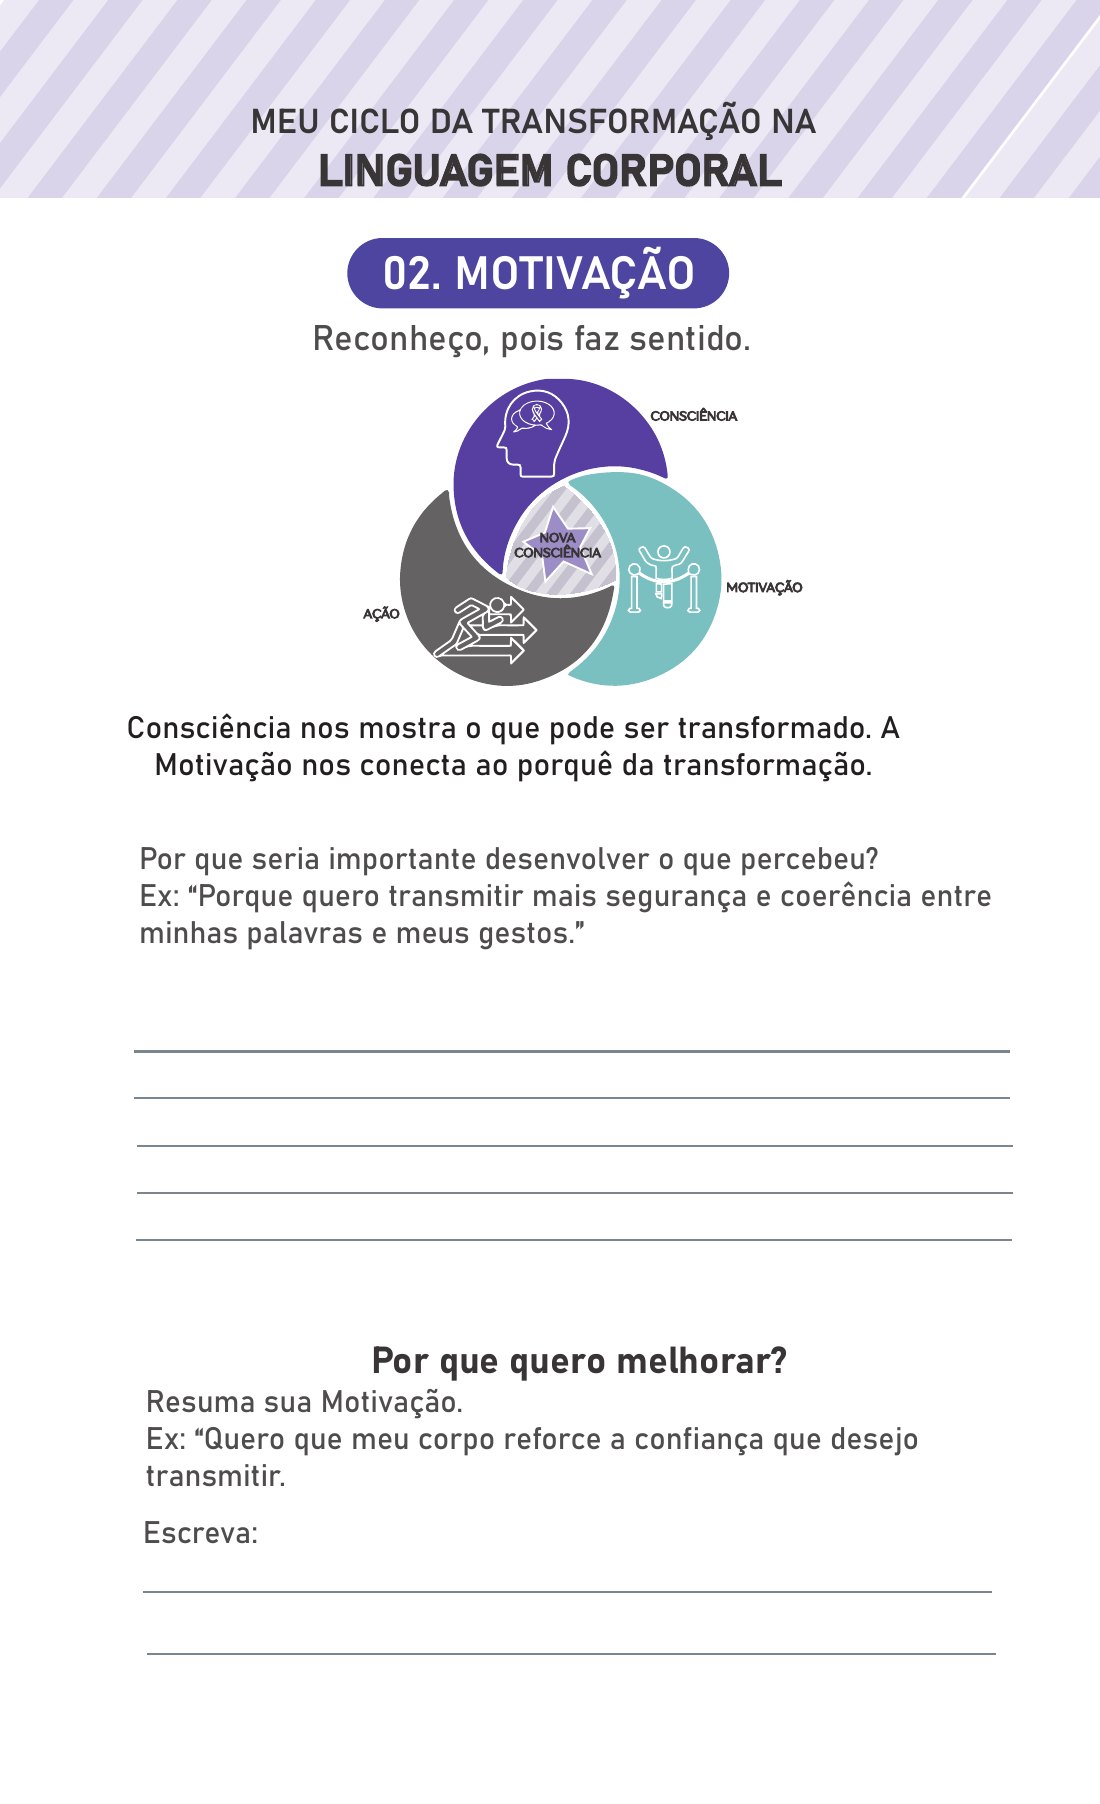 MEU CICLO DA TRANSFORMAÇÃO NA
LINGUAGEM CORPORAL
02. MOTIVAÇÃO
Reconheço, pois faz sentido.
CONSCIÊNCIA
NOVA
CONSCIÊNCIA
MOTIVAÇÃO
AÇÃO
Consciência nos mostra o que pode ser transformado. A
Motivação nos conecta ao porquê da transformação.
Por que seria importante desenvolver o que percebeu?
Ex: “Porque quero transmitir mais segurança e coerência entre
minhas palavras e meus gestos.”
Por que quero melhorar?
Resuma sua Motivação.
Ex: “Quero que meu corpo reforce a confiança que desejo
transmitir.
Escreva: